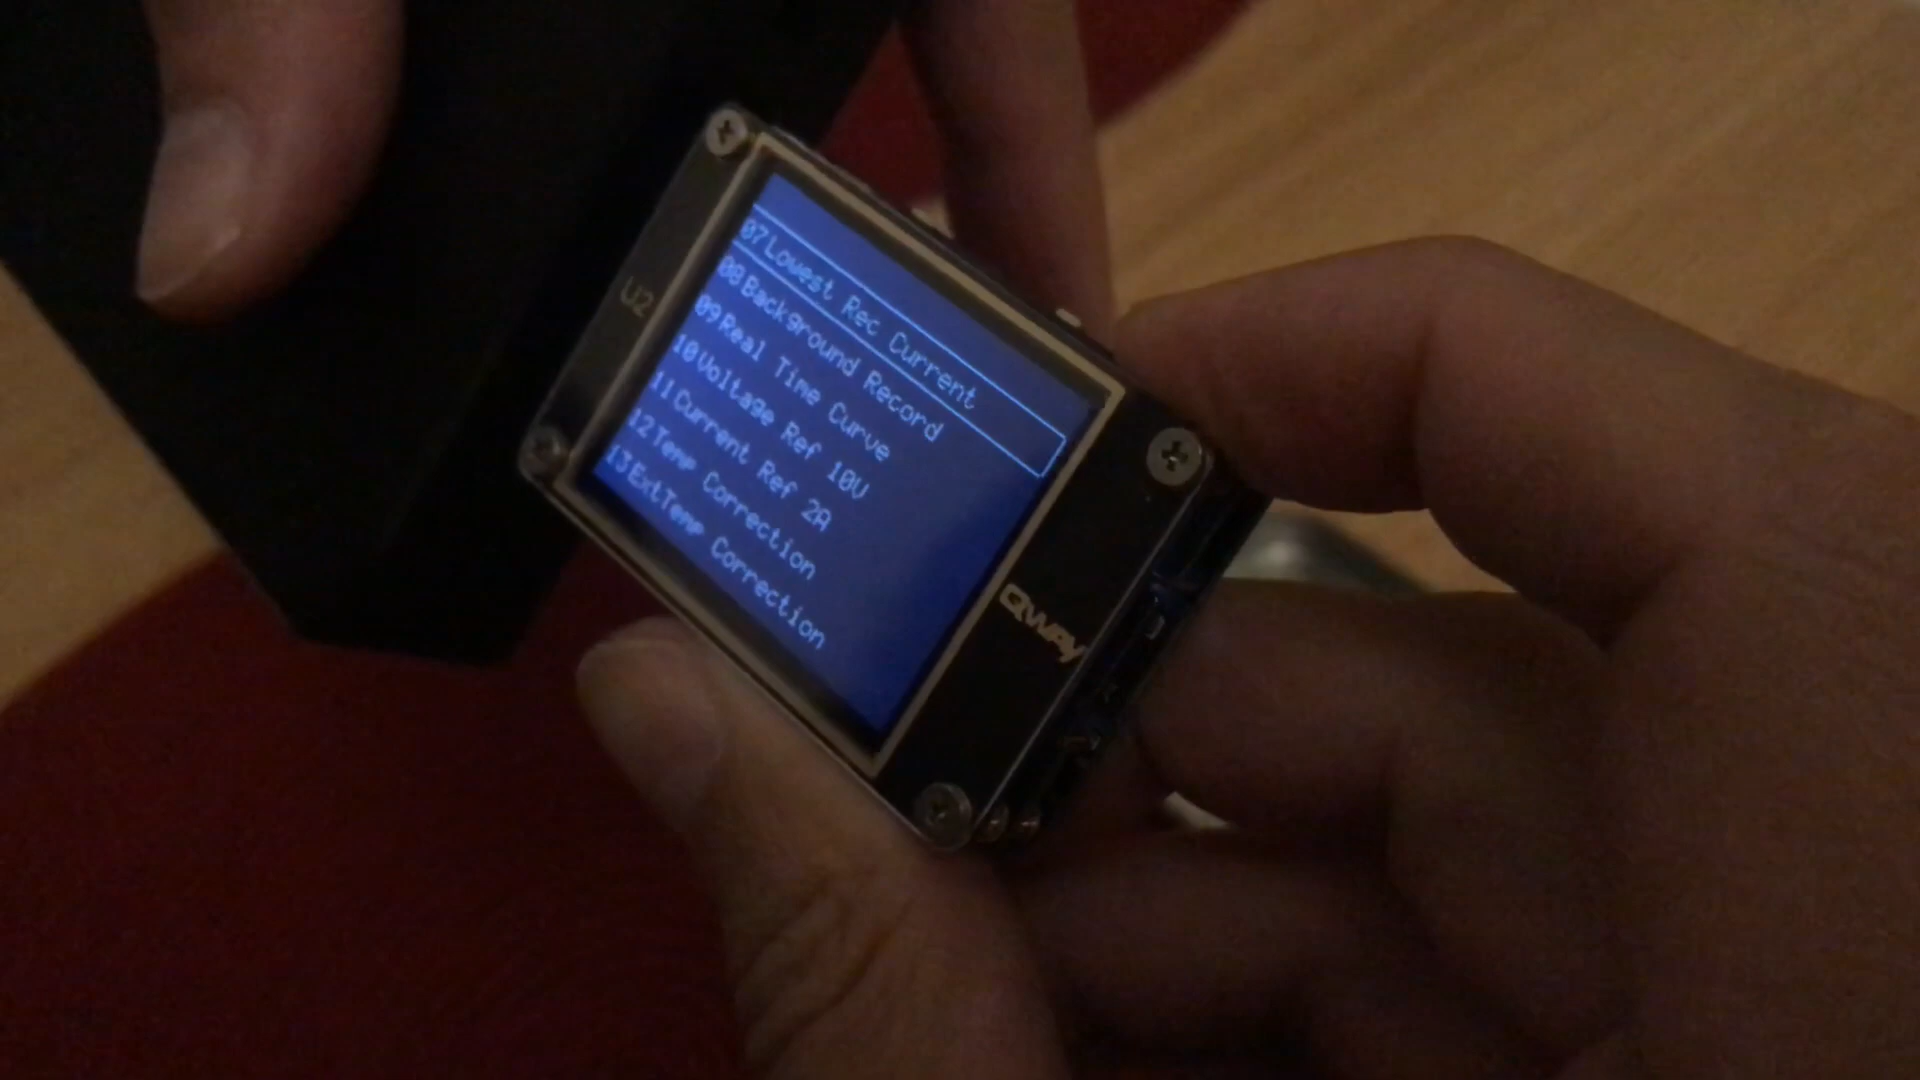 07 Lowest Rec Current
08 Background Record
09 Real Time Curve
10 Voltage Ref 10V
11 Current Ref 2A
12 Temp Correction
13 ExtTemp Correction
U2
QWAY